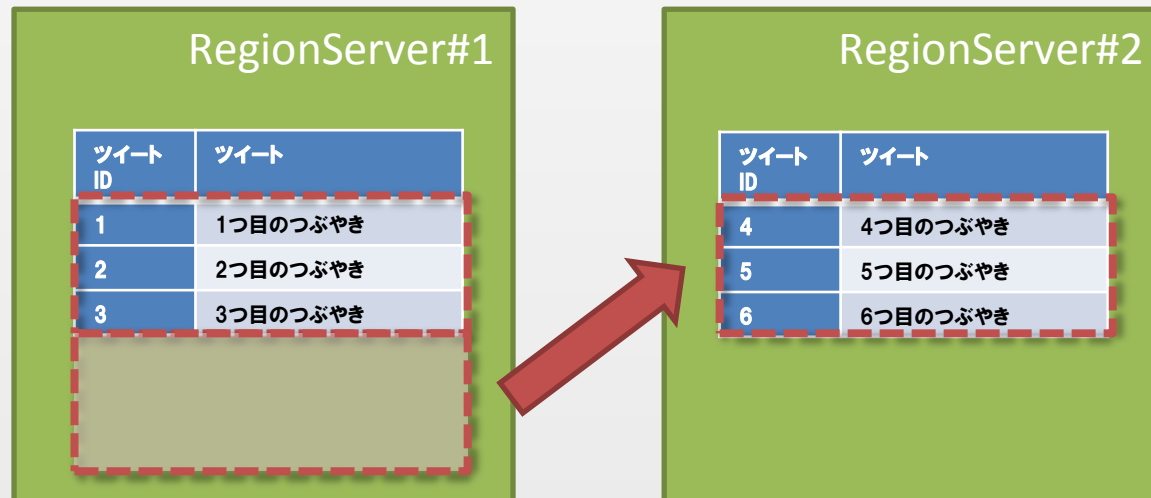 RegionServer#1
ツイート
ID
ツイート
1
1つ目のつぶやき
2
2つ目のつぶやき
3
3つ目のつぶやき
RegionServer#2
ツイート
ID
ツイート
4
4つ目のつぶやき
5
5つ目のつぶやき
6
6つ目のつぶやき